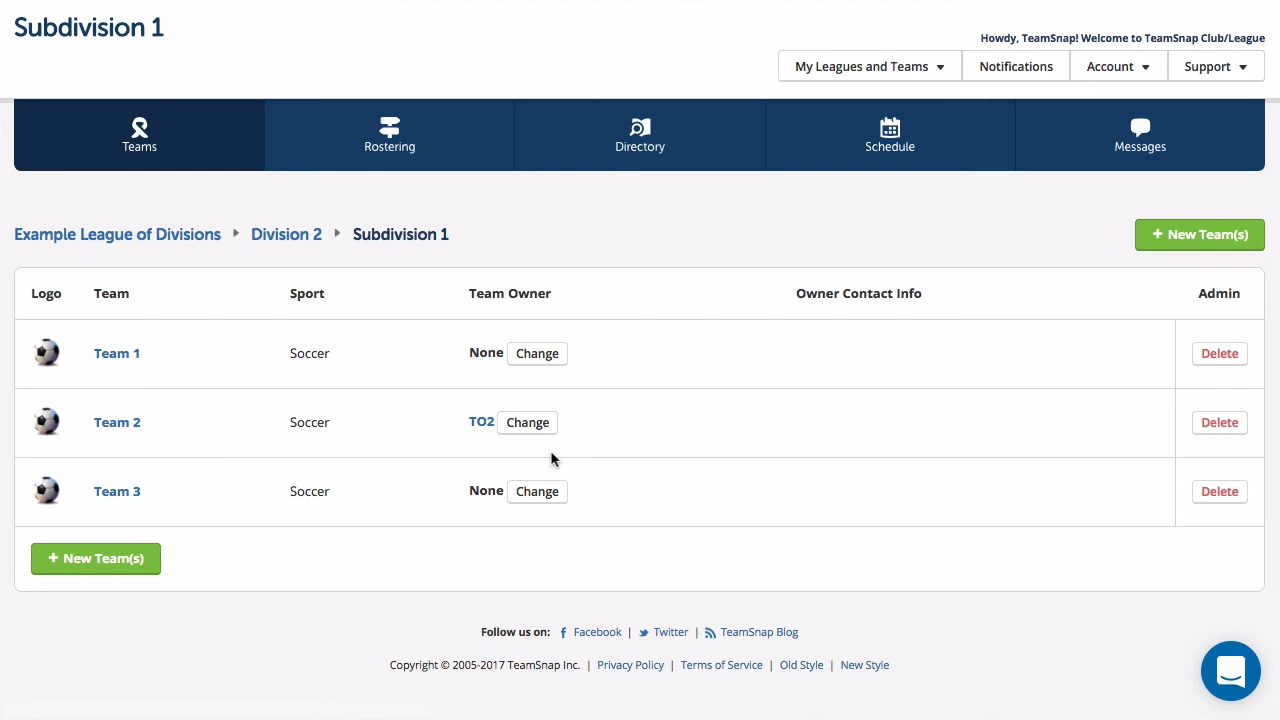 Subdivision 1
Howdy, TeamSnap! Welcome to TeamSnap Club/League
My Leagues and Teams Notifications Account Support
Teams Rostering Directory Schedule Messages
Example League of Divisions Division 2 Subdivision 1 + New Team(s)
Logo Team Sport Team Owner Owner Contact Info Admin
Team 1 Soccer None Change Delete
Team 2 Soccer TO2 Change Delete
Team 3 Soccer None Change Delete
+ New Team(s)
Follow us on: Facebook | Twitter | TeamSnap Blog
Copyright © 2005-2017 TeamSnap Inc. | Privacy Policy | Terms of Service | Old Style | New Style